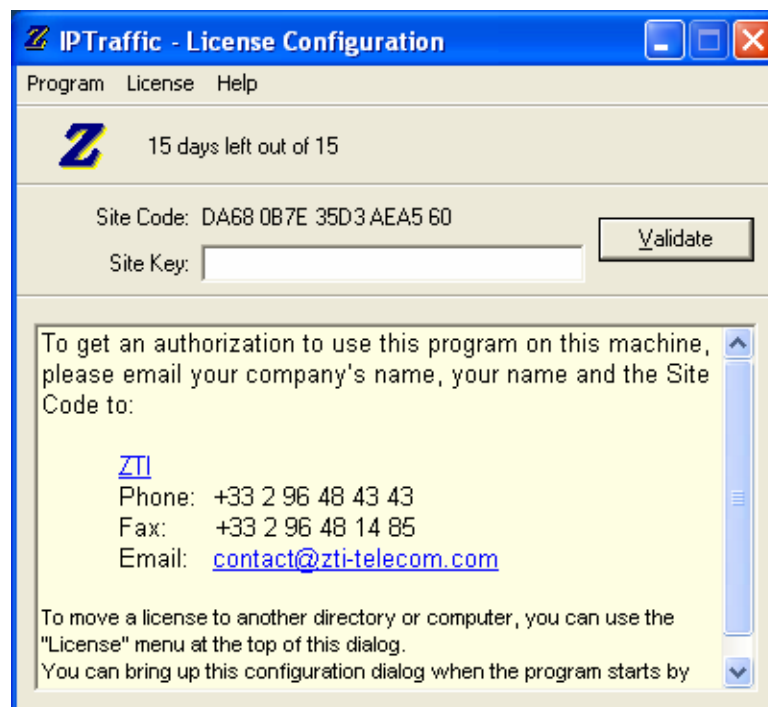 IPTraffic - License Configuration
Program License Help
Z 15 days left out of 15
Site Code: DA68 0B7E 35D3 AEA5 60
Validate
Site Key:
To get an authorization to use this program on this machine,
please email your company's name, your name and the Site
Code to:
ZTI
Phone: +33 2 96 48 43 43
Fax: +33 2 96 48 14 85
Email: contact@zti-telecom.com
To move a license to another directory or computer, you can use the
"License" menu at the top of this dialog.
You can bring up this configuration dialog when the program starts by